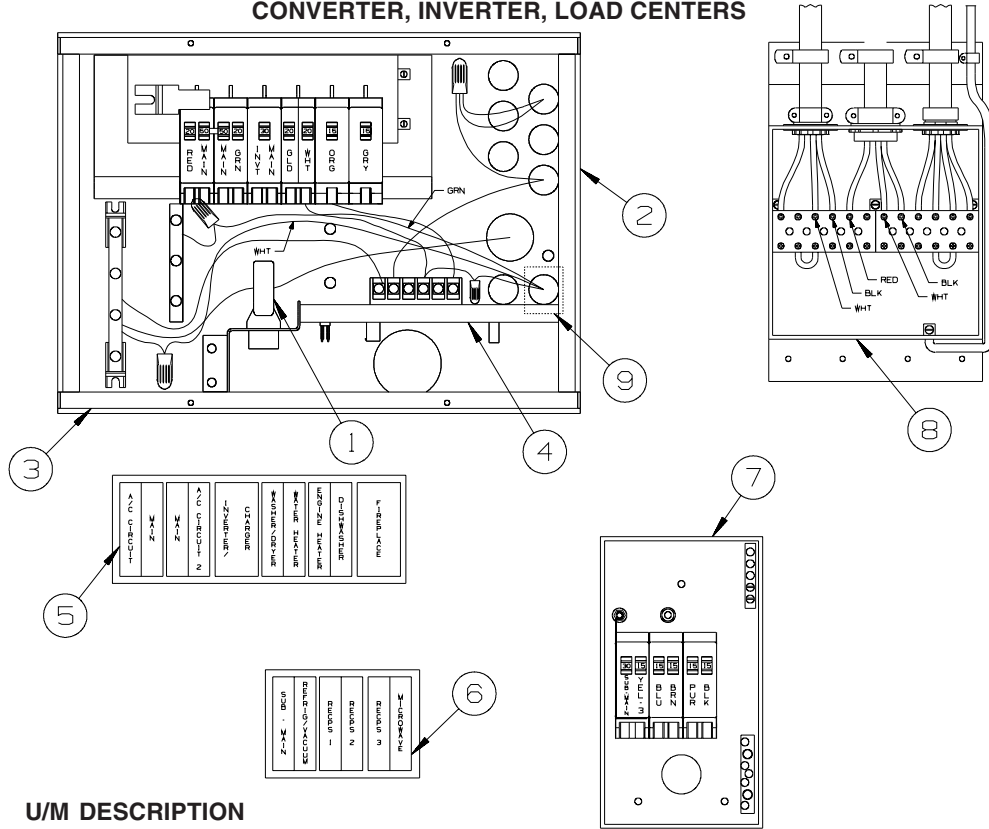 CONVERTER, INVERTER, LOAD CENTERS
20 50 50 20 30 20 20 15 15
RED MAIN MAIN GRN INVT MAIN GLD WHT ORG GRY
GRN
WHT
2
RED
BLK
WHT
BLK
WHT
9
8
1
4
3
7
A/C CIRCUIT
MAIN
MAIN
A/C CIRCUIT 2
INVERTER/
CHARGER
WASHER/DRYER
WATER HEATER
ENGINE HEATER
DISHWASHER
FIREPLACE
5
30 15 15 15 15 15
SUB-MAIN YEL-3 BLU BRN PUR BLK
SUB - MAIN
REFRIG/VACUUM
RECPS 1
RECPS 2
RECPS 3
MICROWAVE
6
U/M DESCRIPTION